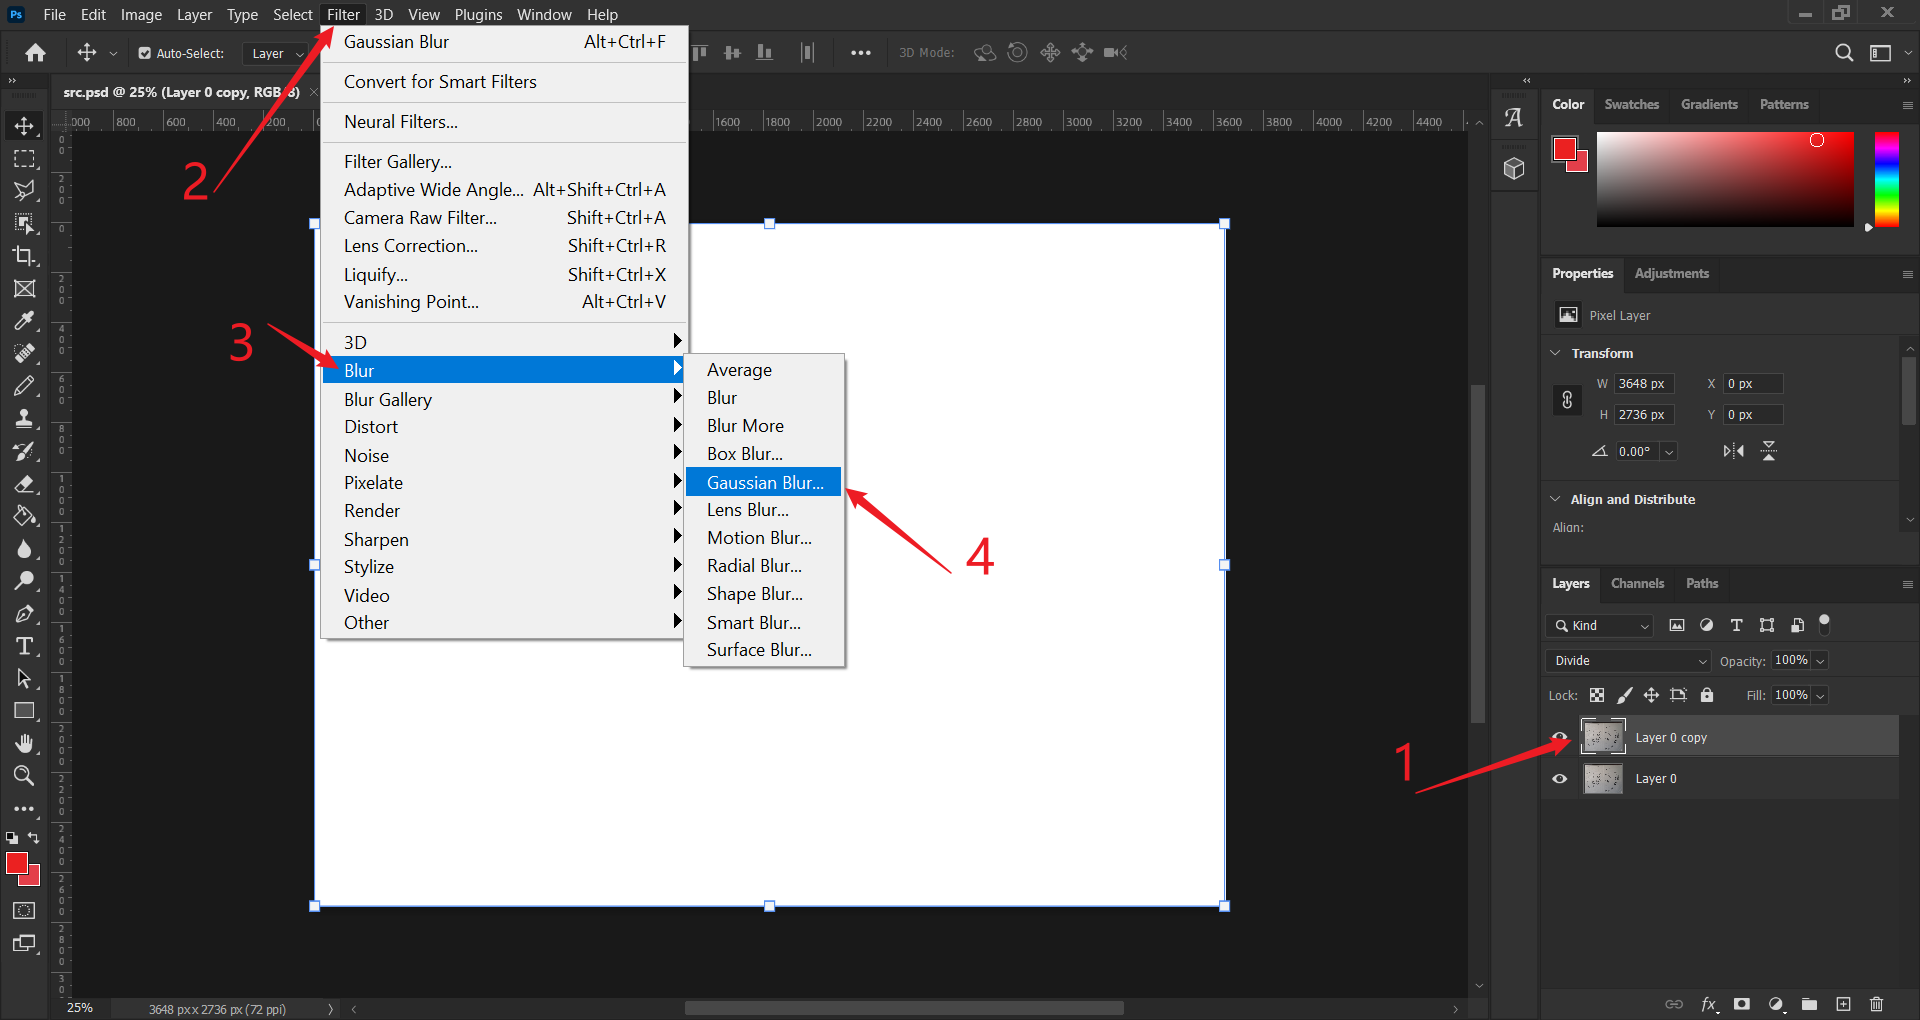 Ps File Edit Image Layer Type Select Filter 3D View Plugins Window Help
Auto-Select: Layer
3D Mode:
src.psd @ 25% (Layer 0 copy, RGB/8)
Gaussian Blur Alt+Ctrl+F
Convert for Smart Filters
Neural Filters...
Filter Gallery...
Adaptive Wide Angle... Alt+Shift+Ctrl+A
Camera Raw Filter... Shift+Ctrl+A
Lens Correction... Shift+Ctrl+R
Liquify... Shift+Ctrl+X
Vanishing Point... Alt+Ctrl+V
3D
Blur
Blur Gallery
Distort
Noise
Pixelate
Render
Sharpen
Stylize
Video
Other
Average
Blur
Blur More
Box Blur...
Gaussian Blur...
Lens Blur...
Motion Blur...
Radial Blur...
Shape Blur...
Smart Blur...
Surface Blur...
2
3
4
1
800 600 400 200
1600 1800 2000 2200 2400 2600 2800 3000 3200 3400 3600 3800 4000 4200 4400
Color Swatches Gradients Patterns
Properties Adjustments
Pixel Layer
Transform
W 3648 px X 0 px
H 2736 px Y 0 px
0.00°
Align and Distribute
Align:
Layers Channels Paths
Kind
Divide Opacity: 100%
Lock: Fill: 100%
Layer 0 copy
Layer 0
fx
25% 3648 px x 2736 px (72 ppi)